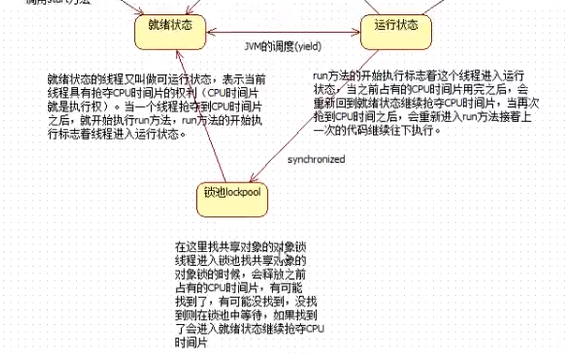 调用start方法
就绪状态
运行状态
JVM的调度(yield)
就绪状态的线程又叫做可运行状态，表示当前
线程具有抢夺CPU时间片的权利（CPU时间片
就是执行权）。当一个线程抢夺到CPU时间片
之后，就开始执行run方法，run方法的开始执
行标志着线程进入运行状态。
run方法的开始执行标志着这个线程进入运行
状态，当之前占有的CPU时间片用完之后，会
重新回到就绪状态继续抢夺CPU时间片，当再次
抢到CPU时间之后，会重新进入run方法接着上
一次的代码继续往下执行。
synchronized
锁池lockpool
在这里找共享对象的对象锁
线程进入锁池找共享对象的
对象锁的时候，会释放之前
占有的CPU时间片，有可能
找到了，有可能没找到，没找
到则在锁池中等待，如果找到
了会进入就绪状态继续抢夺CPU
时间片